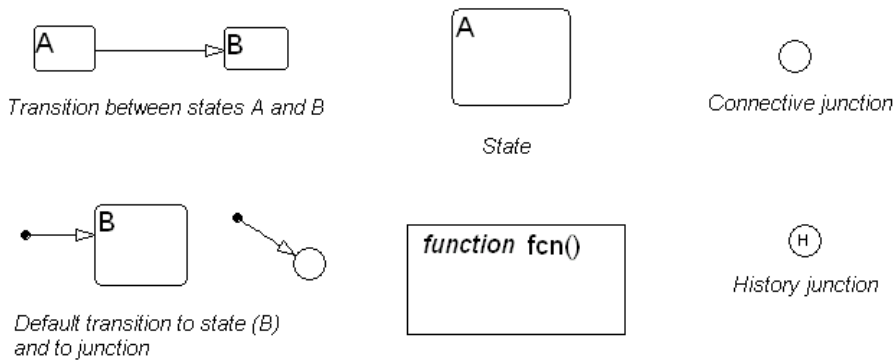 A
B
Transition between states A and B
A
State
Connective junction
B
Default transition to state (B)
and to junction
function fcn()
H
History junction